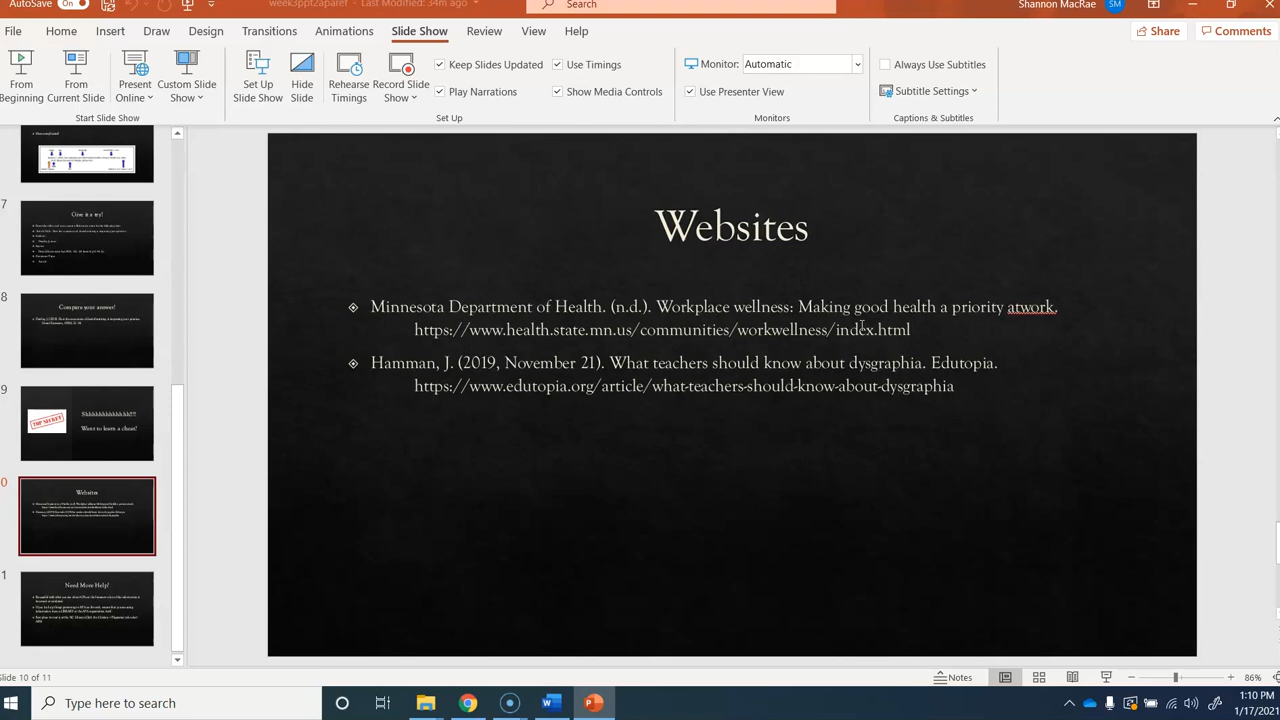 AutoSave
week3ppt2aparef - Last Modified: 34m ago
Search
Shannon MacRae SM
File Home Insert Draw Design Transitions Animations Slide Show Review View Help Share Comments
From Beginning
From Current Slide
Present Online
Custom Slide Show
Start Slide Show
Set Up Slide Show
Hide Slide
Rehearse Timings
Record Slide Show
Keep Slides Updated
Play Narrations
Use Timings
Show Media Controls
Set Up
Monitor: Automatic
Use Presenter View
Monitors
Always Use Subtitles
Subtitle Settings
Captions & Subtitles
7
Give it a try!
8
Compare your answer!
9
TOP SECRET
Want to learn a cheat?
0
Websites
1
Need More Help?
Websites
Minnesota Department of Health. (n.d.). Workplace wellness: Making good health a priority atwork.
https://www.health.state.mn.us/communities/workwellness/index.html
Hamman, J. (2019, November 21). What teachers should know about dysgraphia. Edutopia.
https://www.edutopia.org/article/what-teachers-should-know-about-dysgraphia
Slide 10 of 11
Notes
86%
Type here to search
1:10 PM
1/17/2021